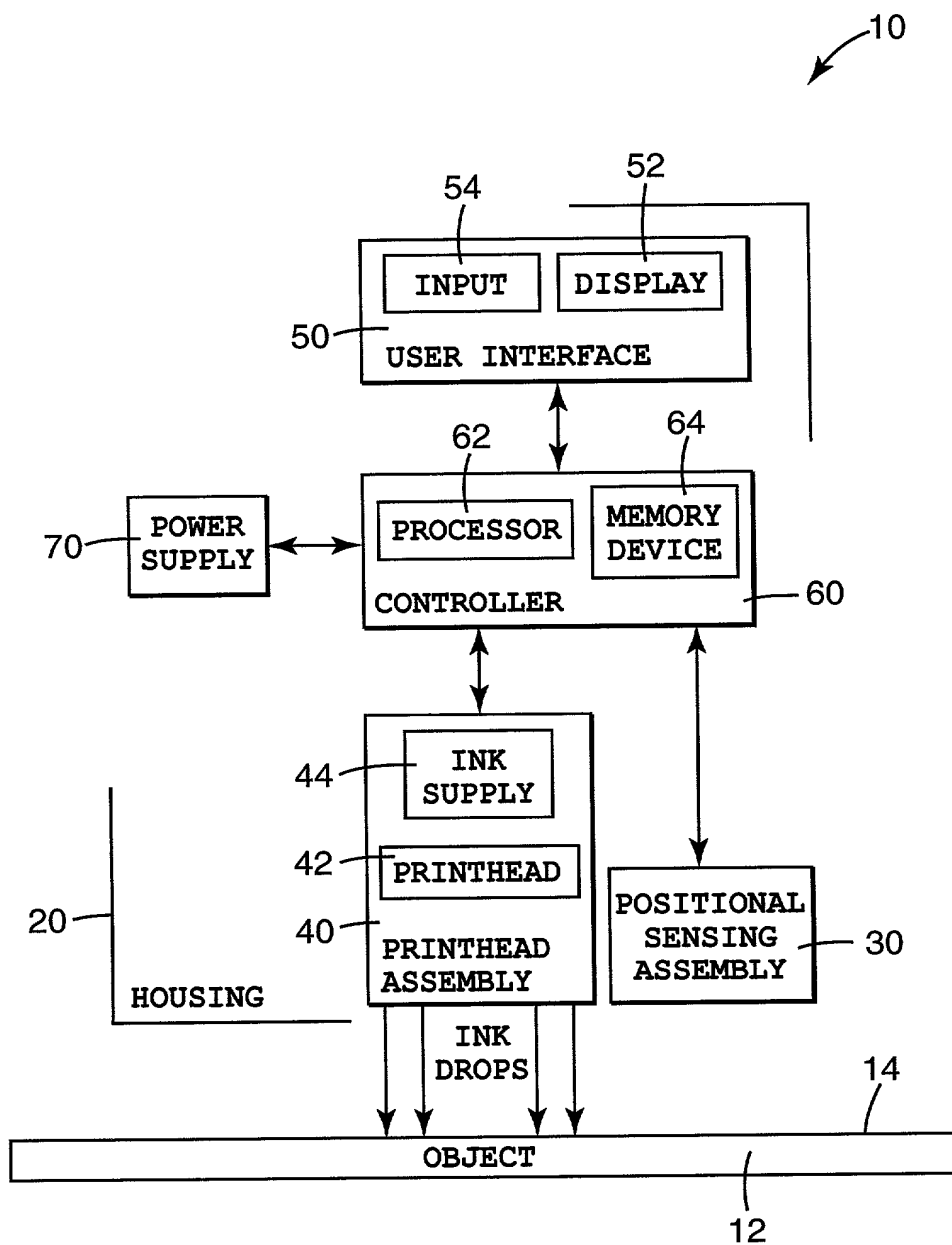 10
54
52
INPUT
DISPLAY
50
USER INTERFACE
62
64
70
POWER
SUPPLY
PROCESSOR
MEMORY
DEVICE
CONTROLLER
60
44
INK
SUPPLY
42
PRINTHEAD
20
40
PRINTHEAD
ASSEMBLY
POSITIONAL
SENSING
ASSEMBLY
30
HOUSING
INK
DROPS
14
OBJECT
12